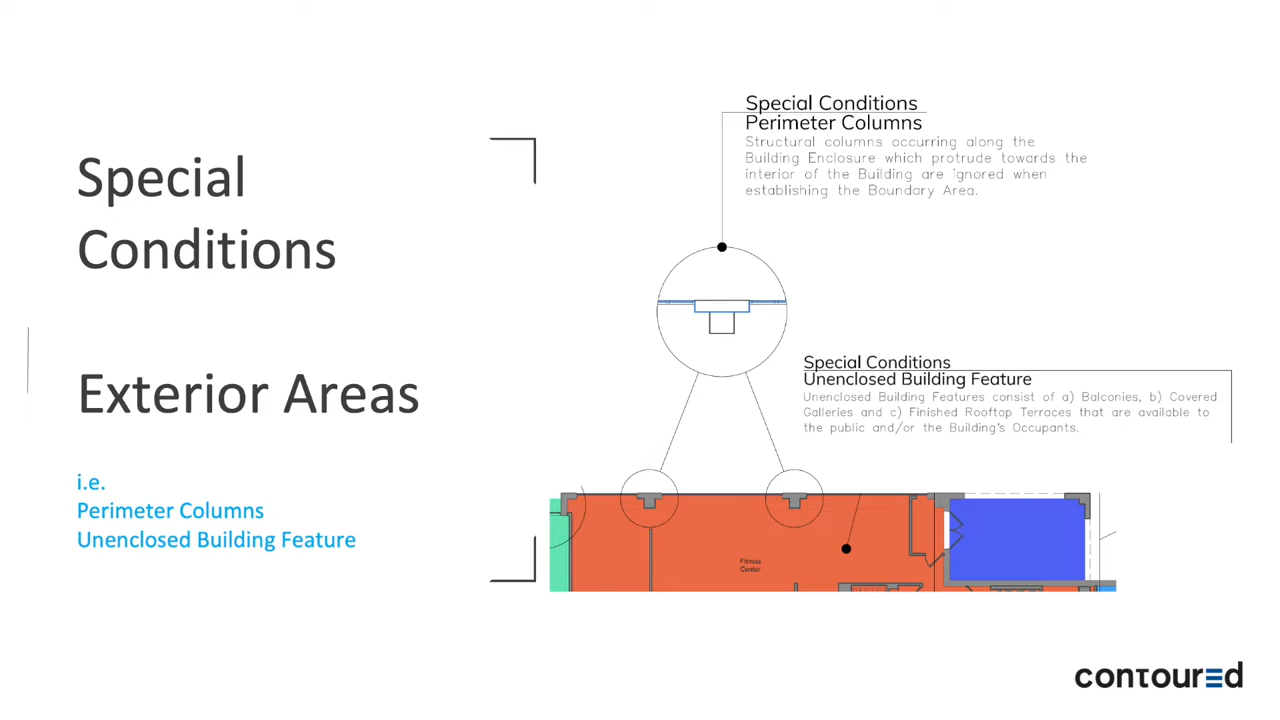 Special
Conditions
Exterior Areas
i.e.
Perimeter Columns
Unenclosed Building Feature
Special Conditions
Perimeter Columns
Structural columns occurring along the
Building Enclosure which protrude towards the
interior of the Building are ignored when
establishing the Boundary Area.
Special Conditions
Unenclosed Building Feature
Unenclosed Building Features consist of a) Balconies, b) Covered
Galleries and c) Finished Rooftop Terraces that are available to
the public and/or the Building's Occupants.
Fitness
Center
contoured